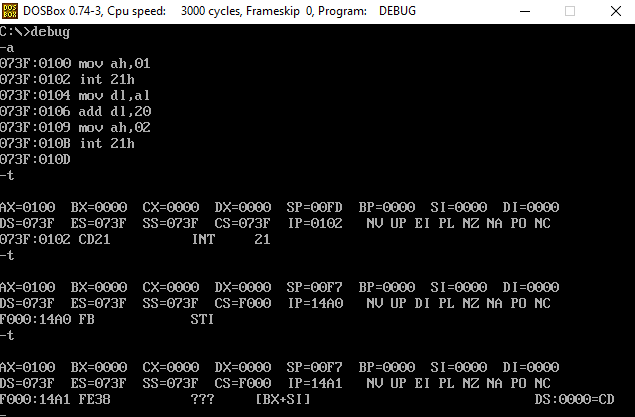 DOSBox 0.74-3, Cpu speed:    3000 cycles, Frameskip  0, Program:    DEBUG
C:\>debug
-a
073F:0100 mov ah,01
073F:0102 int 21h
073F:0104 mov dl,al
073F:0106 add dl,20
073F:0109 mov ah,02
073F:010B int 21h
073F:010D
-t
AX=0100  BX=0000  CX=0000  DX=0000  SP=00FD  BP=0000  SI=0000  DI=0000
DS=073F  ES=073F  SS=073F  CS=073F  IP=0102   NV UP EI PL NZ NA PO NC
073F:0102 CD21          INT     21
-t
AX=0100  BX=0000  CX=0000  DX=0000  SP=00F7  BP=0000  SI=0000  DI=0000
DS=073F  ES=073F  SS=073F  CS=F000  IP=14A0   NV UP DI PL NZ NA PO NC
F000:14A0 FB            STI
-t
AX=0100  BX=0000  CX=0000  DX=0000  SP=00F7  BP=0000  SI=0000  DI=0000
DS=073F  ES=073F  SS=073F  CS=F000  IP=14A1   NV UP EI PL NZ NA PO NC
F000:14A1 FE38          ???     [BX+SI]                            DS:0000=CD
-